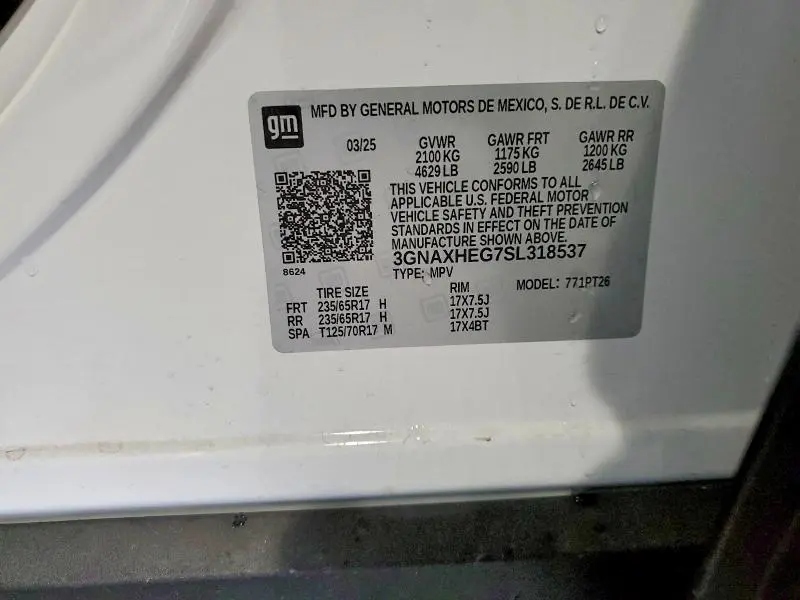 gm MFD BY GENERAL MOTORS DE MEXICO, S. DE R.L. DE C.V.
03/25 GVWR GAWR FRT GAWR RR
2100 KG 1175 KG 1200 KG
4629 LB 2590 LB 2645 LB
THIS VEHICLE CONFORMS TO ALL
APPLICABLE U.S. FEDERAL MOTOR
VEHICLE SAFETY AND THEFT PREVENTION
STANDARDS IN EFFECT ON THE DATE OF
MANUFACTURE SHOWN ABOVE.
3GNAXHEG7SL318537
8624 TYPE: MPV MODEL: 771PT26
TIRE SIZE RIM
FRT 235/65R17 H 17X7.5J
RR 235/65R17 H 17X7.5J
SPA T125/70R17 M 17X4BT